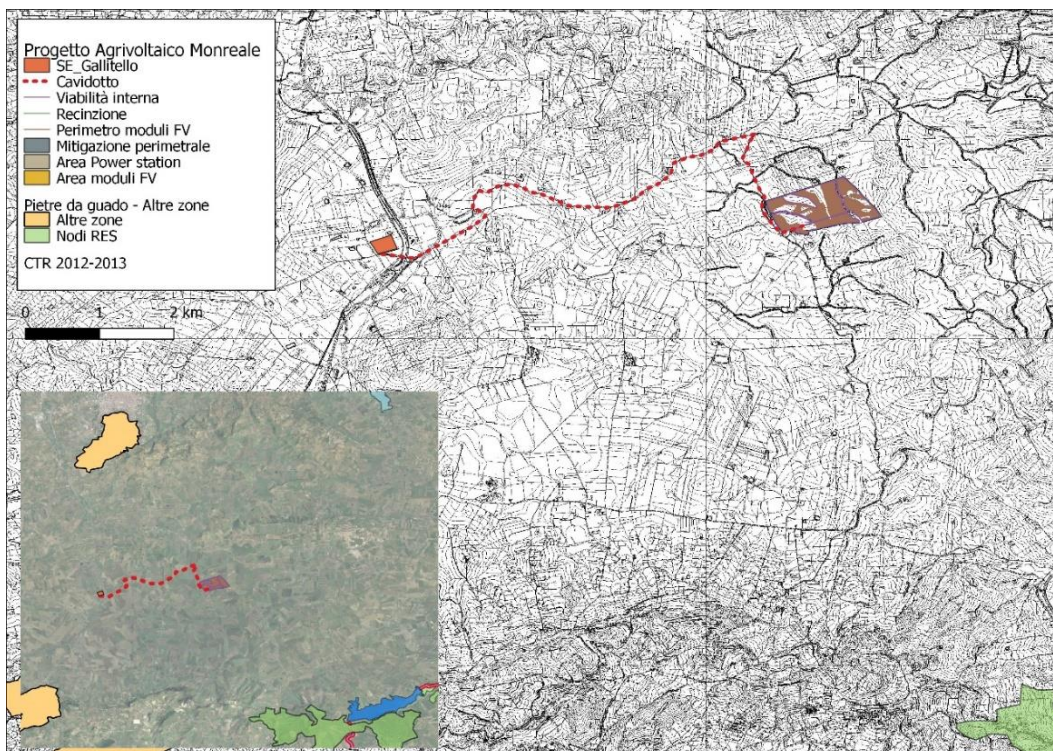 Progetto Agrivoltaico Monreale
SE_Gallitello
Cavidotto
Viabilità interna
Recinzione
Perimetro moduli FV
Mitigazione perimetrale
Area Power station
Area moduli FV
Pietre da guado - Altre zone
Altre zone
Nodi RES
CTR 2012-2013
0 1 2 km